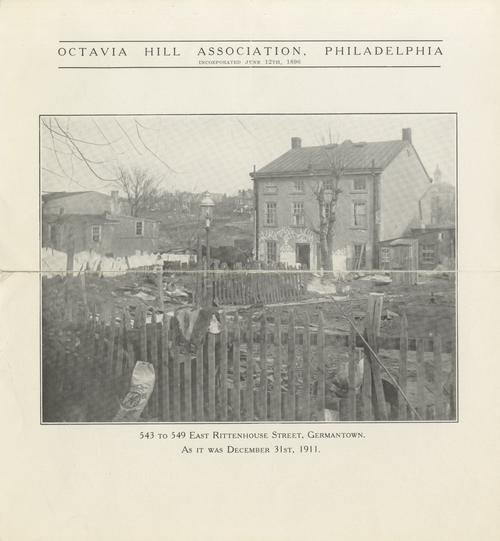 OCTAVIA HILL ASSOCIATION, PHILADELPHIA
INCORPORATED JUNE 12TH, 1896
543 TO 549 EAST RITTENHOUSE STREET, GERMANTOWN.
AS IT WAS DECEMBER 31ST, 1911.